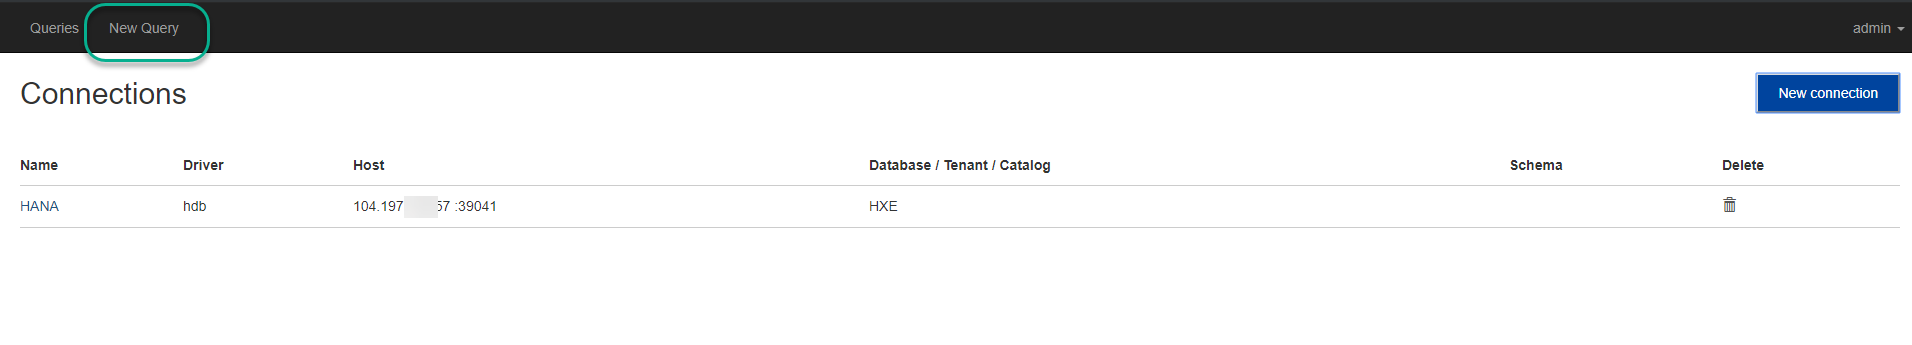 Queries New Query admin
Connections New connection
Name Driver Host Database / Tenant / Catalog Schema Delete
HANA hdb 104.197 57 :39041 HXE